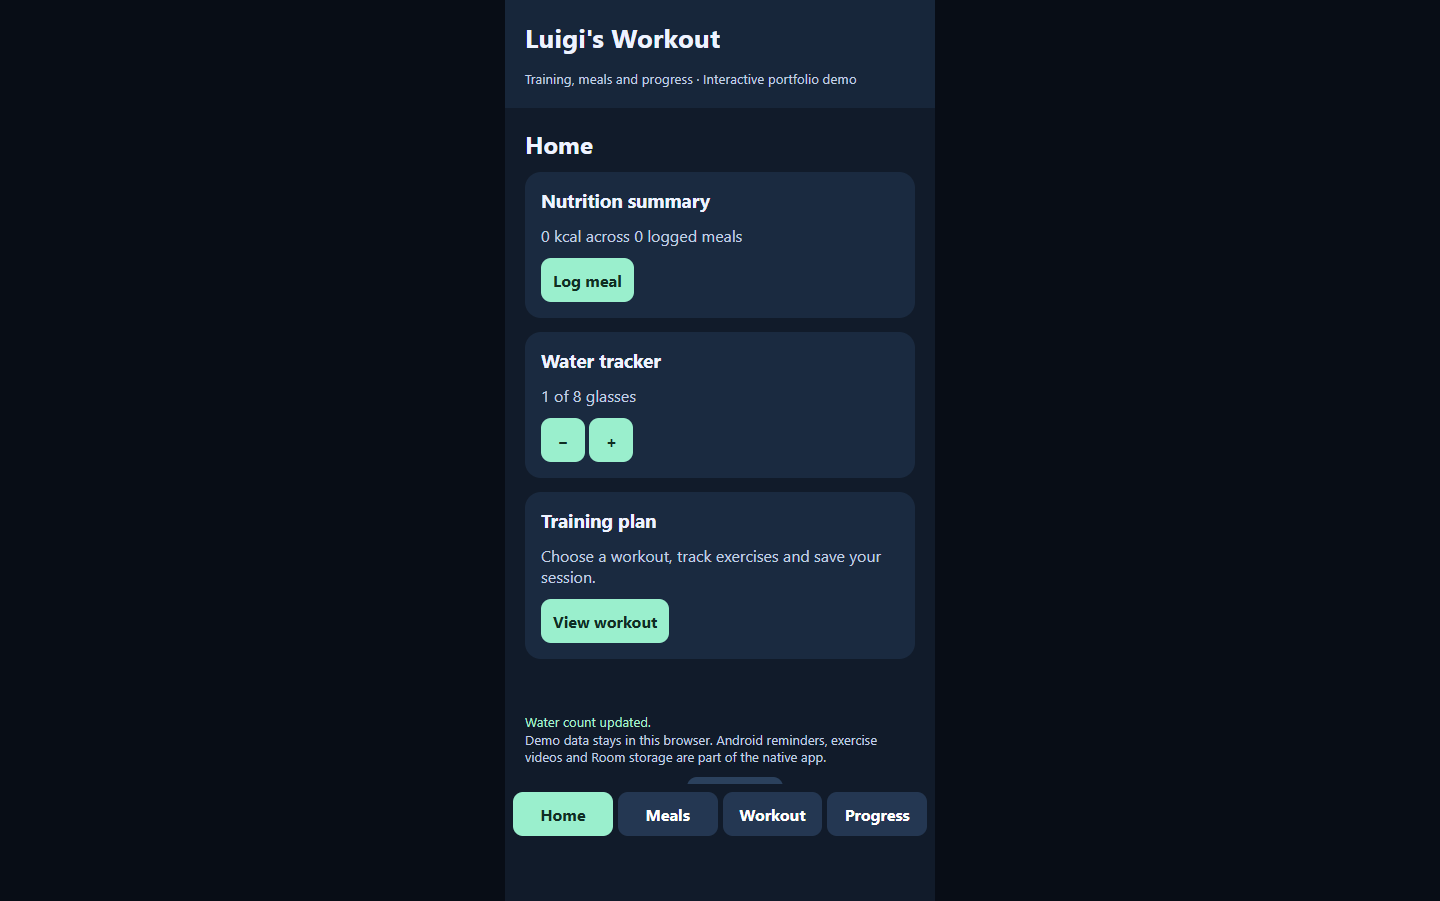 Luigi's Workout
Training, meals and progress · Interactive portfolio demo
Home
Nutrition summary
0 kcal across 0 logged meals
Log meal
Water tracker
1 of 8 glasses
− +
Training plan
Choose a workout, track exercises and save your
session.
View workout
Water count updated.
Demo data stays in this browser. Android reminders, exercise
videos and Room storage are part of the native app.
Home Meals Workout Progress